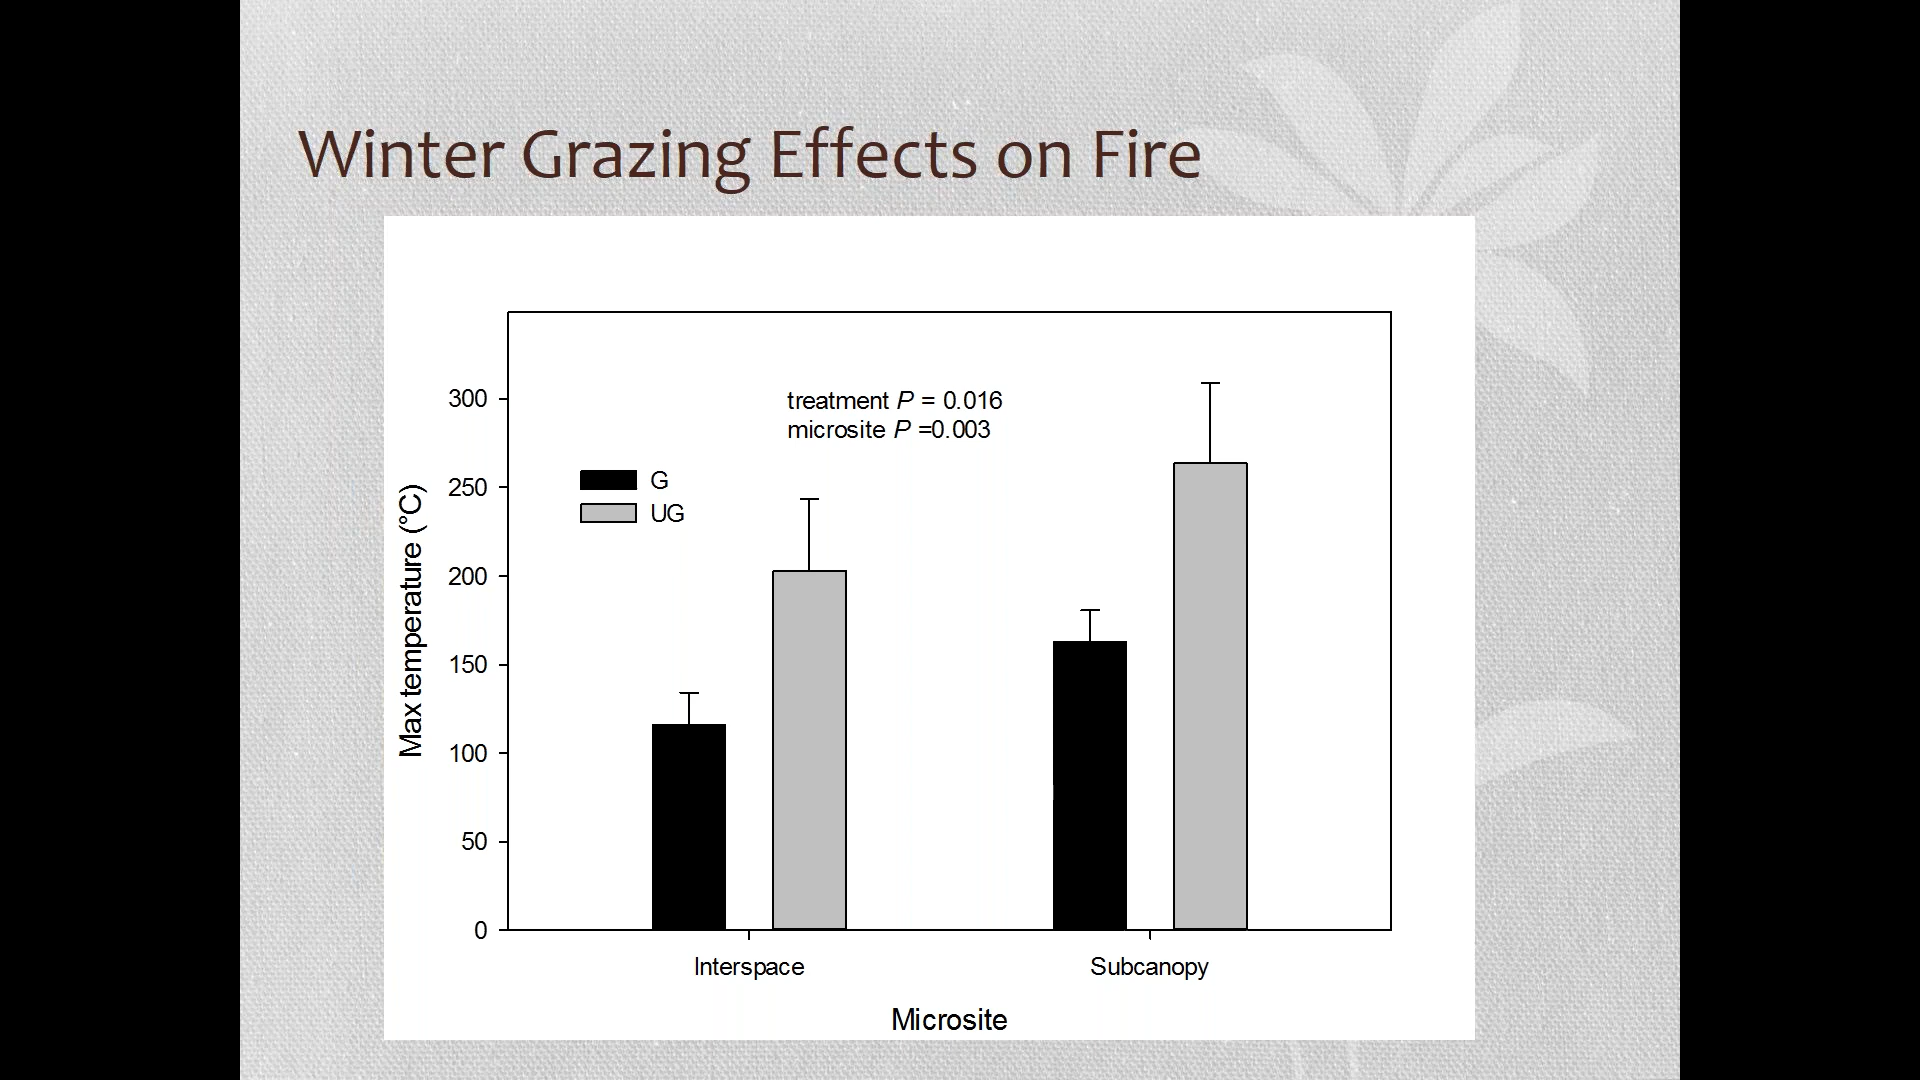 Winter Grazing Effects on Fire
treatment P = 0.016
microsite P =0.003
G
UG
Max temperature (°C)
300
250
200
150
100
50
0
Interspace
Subcanopy
Microsite